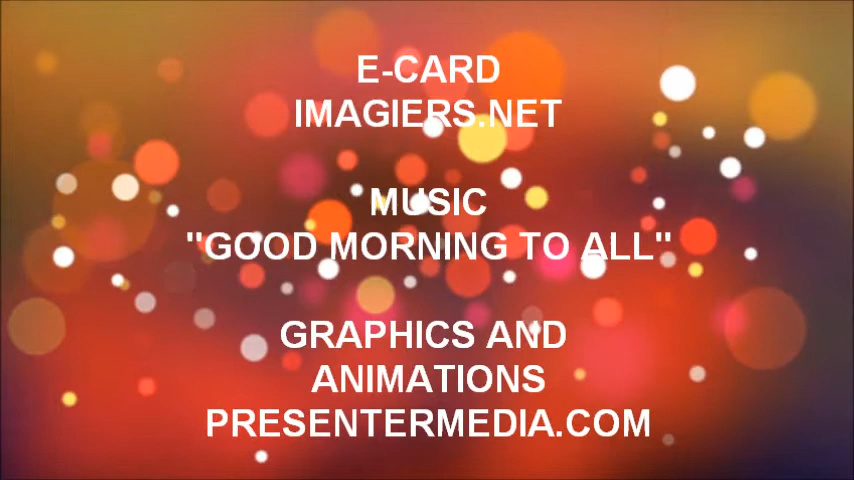 E-CARD
IMAGIERS.NET
MUSIC
"GOOD MORNING TO ALL"
GRAPHICS AND
ANIMATIONS
PRESENTERMEDIA.COM